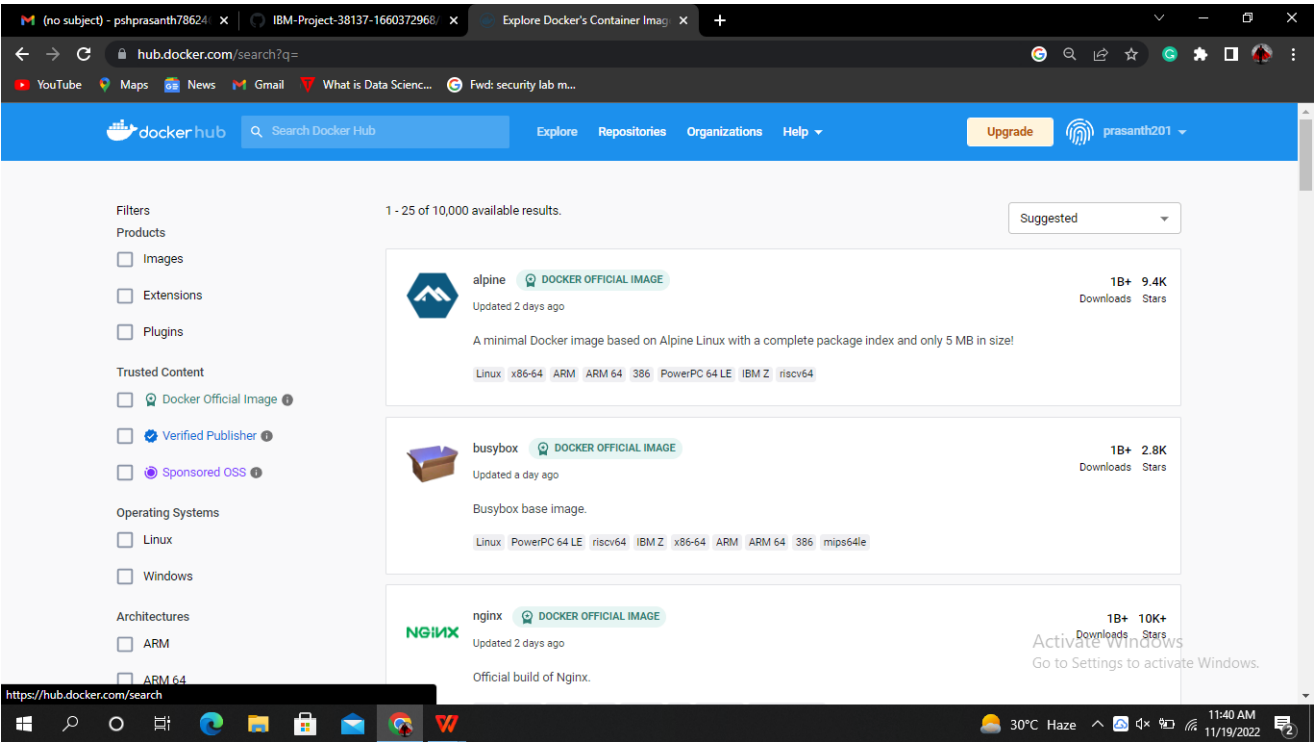 (no subject) - pshprasanth78624
IBM-Project-38137-1660372968/
Explore Docker's Container Imag
hub.docker.com/search?q=
YouTube
Maps
News
Gmail
What is Data Scienc...
Fwd: security lab m...
docker hub
Search Docker Hub
Explore
Repositories
Organizations
Help
Upgrade
prasanth201
Filters
Products
Images
Extensions
Plugins
Trusted Content
Docker Official Image
Verified Publisher
Sponsored OSS
Operating Systems
Linux
Windows
Architectures
ARM
ARM 64
1 - 25 of 10,000 available results.
Suggested
alpine DOCKER OFFICIAL IMAGE
Updated 2 days ago
A minimal Docker image based on Alpine Linux with a complete package index and only 5 MB in size!
Linux x86-64 ARM ARM 64 386 PowerPC 64 LE IBM Z riscv64
1B+ 9.4K
Downloads Stars
busybox DOCKER OFFICIAL IMAGE
Updated a day ago
Busybox base image.
Linux PowerPC 64 LE riscv64 IBM Z x86-64 ARM ARM 64 386 mips64le
1B+ 2.8K
Downloads Stars
NGINX
nginx DOCKER OFFICIAL IMAGE
Updated 2 days ago
Official build of Nginx.
1B+ 10K+
Downloads Stars
Activate Windows
Go to Settings to activate Windows.
https://hub.docker.com/search
30°C Haze
11:40 AM
11/19/2022
2